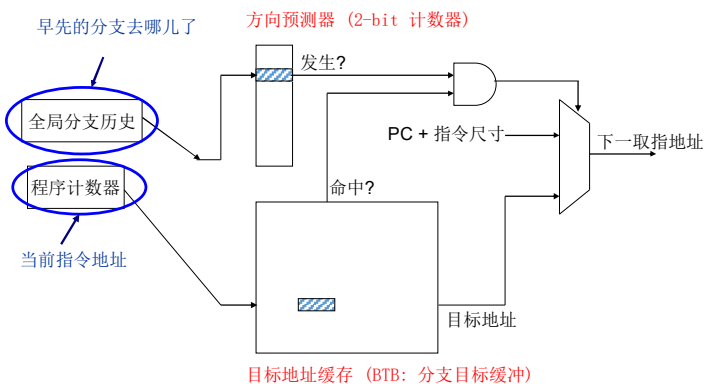 早先的分支去哪儿了
方向预测器 (2-bit 计数器)
发生?
全局分支历史
PC + 指令尺寸
下一取指地址
程序计数器
命中?
当前指令地址
目标地址
目标地址缓存 (BTB: 分支目标缓冲)